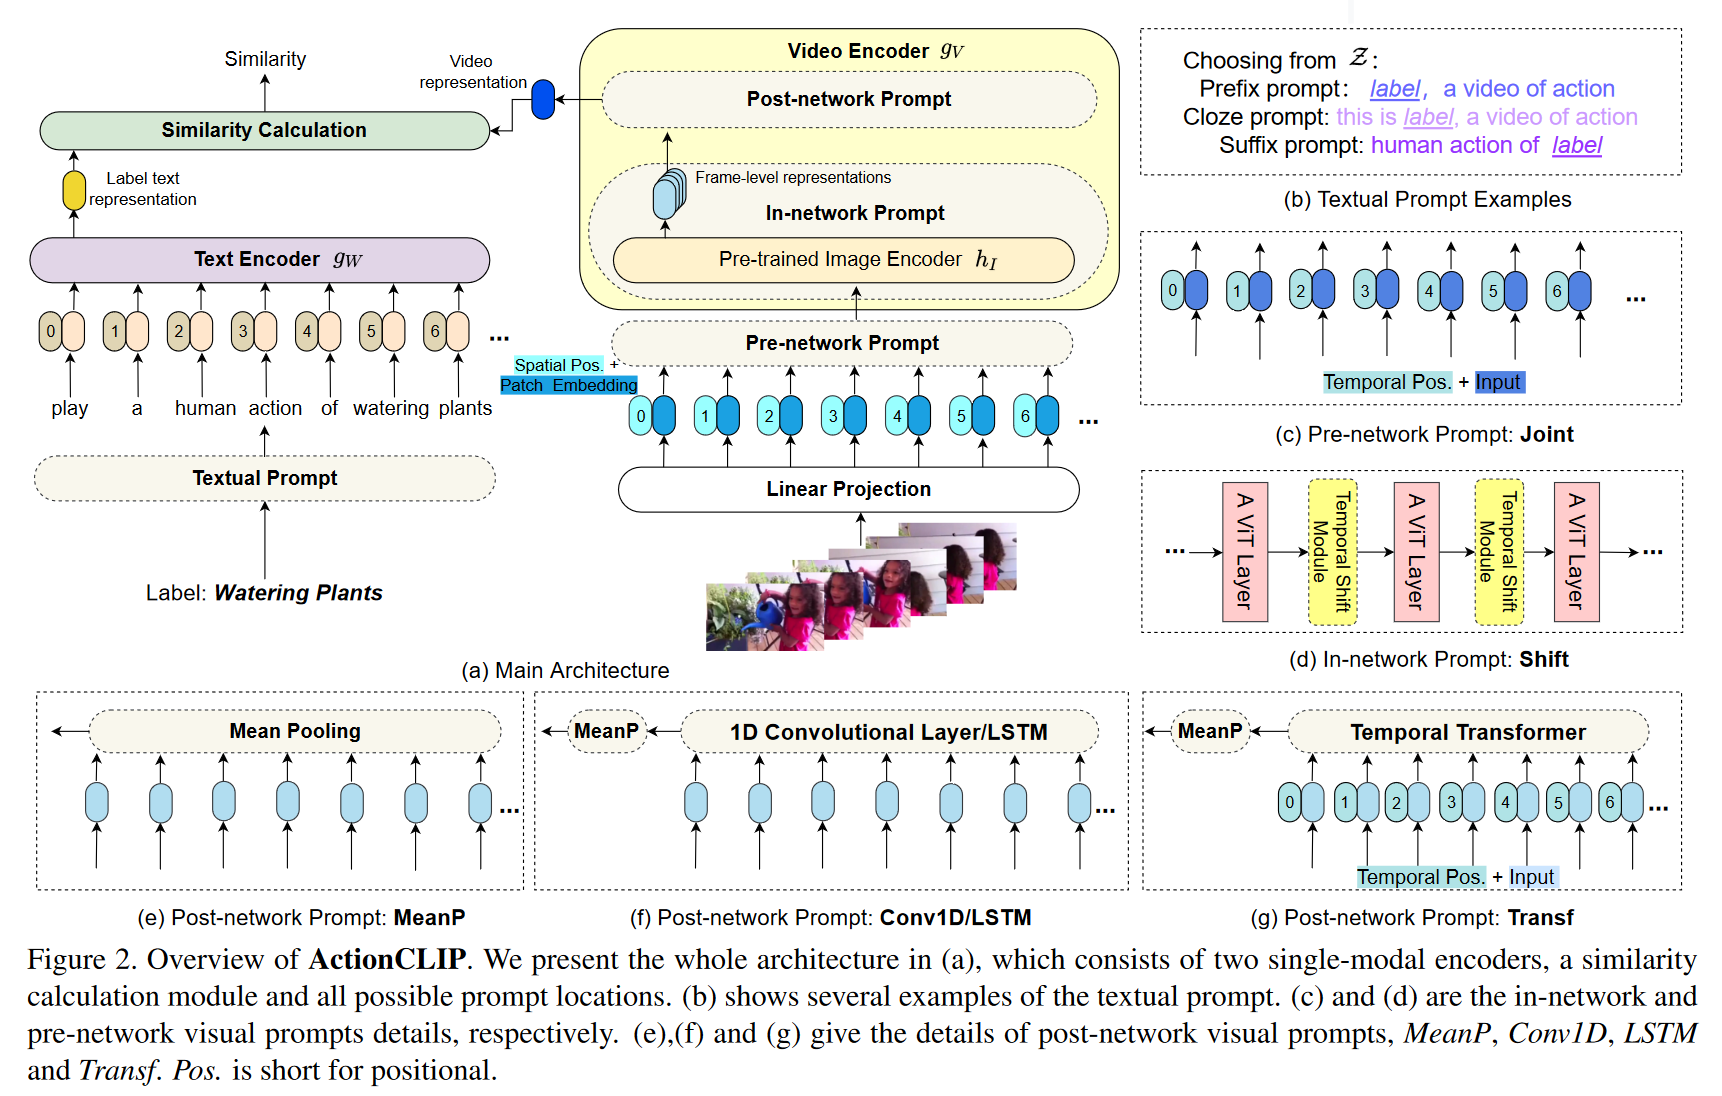 Similarity
Similarity Calculation
Label text
representation
Text Encoder g_W
0 1 2 3 4 5 6 ...
play a human action of watering plants
Textual Prompt
Label: Watering Plants
Video
representation
Video Encoder g_V
Post-network Prompt
Frame-level representations
In-network Prompt
Pre-trained Image Encoder h_I
Pre-network Prompt
Spatial Pos. +
Patch Embedding
0 1 2 3 4 5 6 ...
Linear Projection
(a) Main Architecture
Choosing from Z:
Prefix prompt: label, a video of action
Cloze prompt: this is label, a video of action
Suffix prompt: human action of label
(b) Textual Prompt Examples
0 1 2 3 4 5 6 ...
Temporal Pos. + Input
(c) Pre-network Prompt: Joint
...
A ViT Layer
Temporal Shift
Module
A ViT Layer
Temporal Shift
Module
A ViT Layer
...
(d) In-network Prompt: Shift
Mean Pooling
...
(e) Post-network Prompt: MeanP
MeanP
1D Convolutional Layer/LSTM
...
(f) Post-network Prompt: Conv1D/LSTM
MeanP
Temporal Transformer
0 1 2 3 4 5 6 ...
Temporal Pos. + Input
(g) Post-network Prompt: Transf
Figure 2. Overview of ActionCLIP. We present the whole architecture in (a), which consists of two single-modal encoders, a similarity
calculation module and all possible prompt locations. (b) shows several examples of the textual prompt. (c) and (d) are the in-network and
pre-network visual prompts details, respectively. (e),(f) and (g) give the details of post-network visual prompts, MeanP, Conv1D, LSTM
and Transf. Pos. is short for positional.